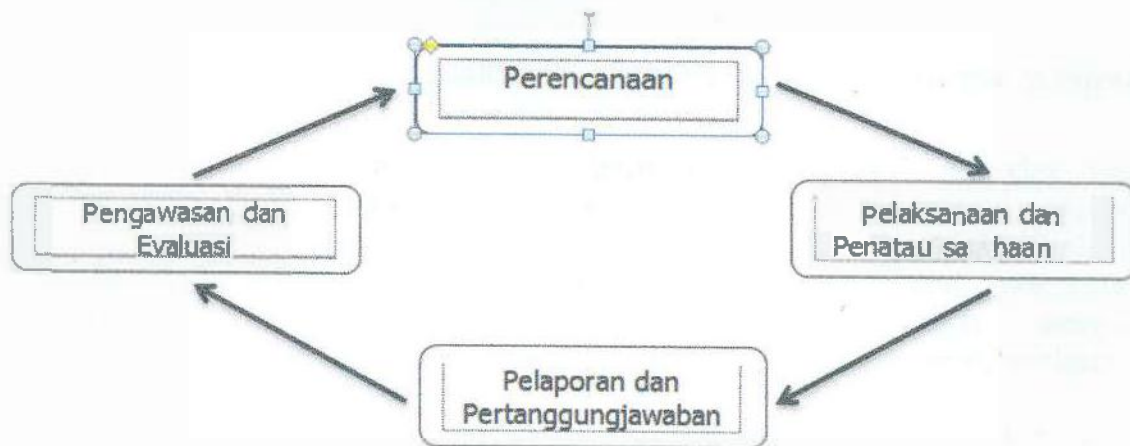 Perencanaan
Pelaksanaan dan
Penatau sa haan
Pelaporan dan
Pertanggungjawaban
Pengawasan dan
Evaluasi